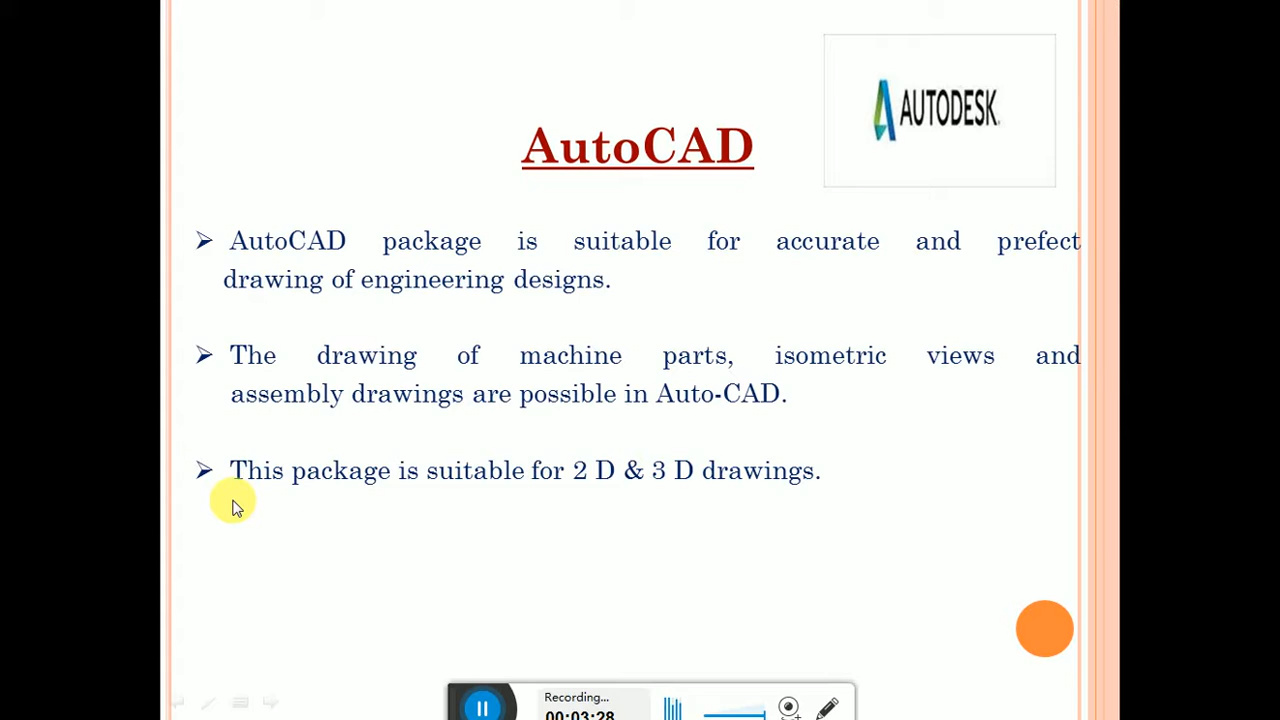 AUTODESK
AutoCAD
AutoCAD package is suitable for accurate and prefect
drawing of engineering designs.
The drawing of machine parts, isometric views and
assembly drawings are possible in Auto-CAD.
This package is suitable for 2 D & 3 D drawings.
Recording...
00:03:28